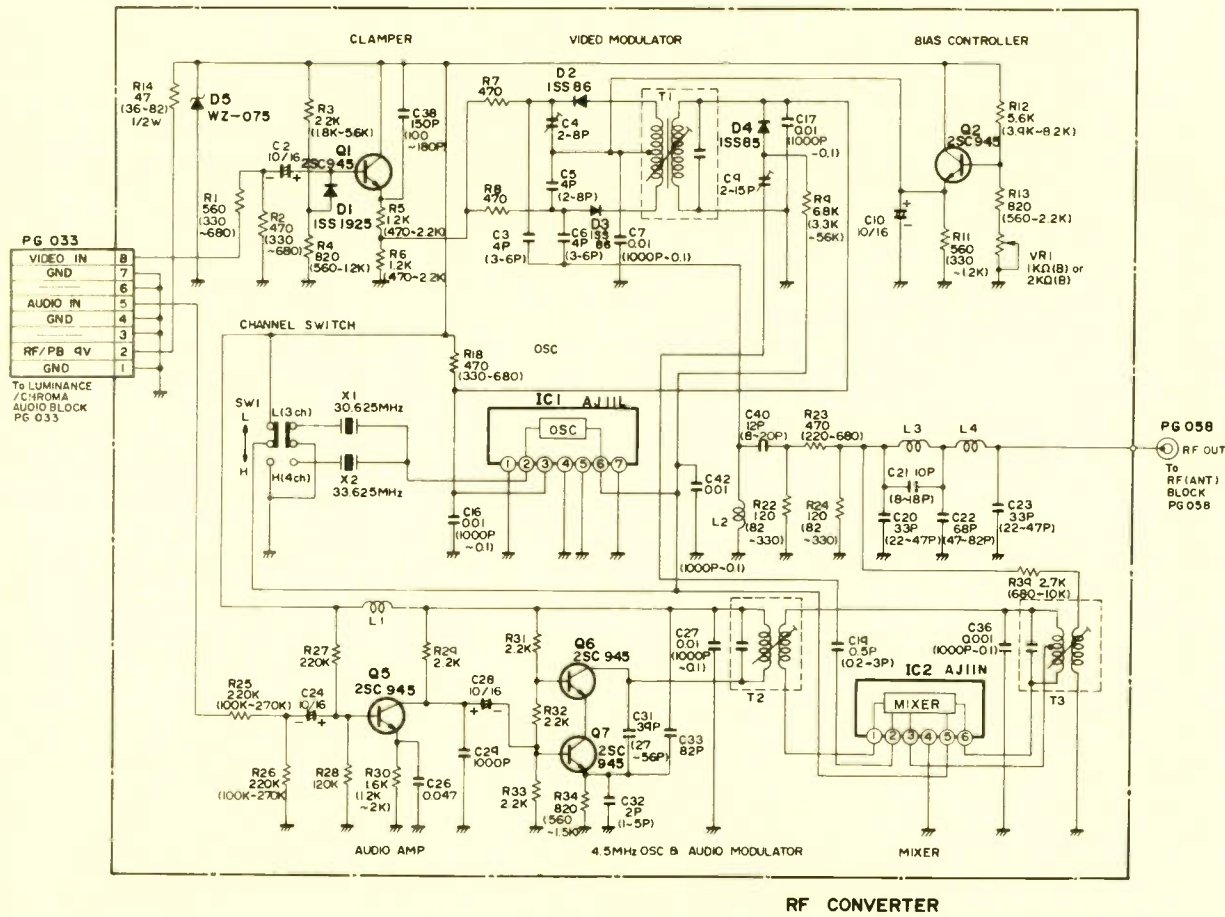 CLAMPER
VIDEO MODULATOR
BIAS CONTROLLER
R14
47
(36~82)
1/2W
D5
WZ-075
R3
2.2K
(1.8K~5.6K)
C38
150P
(100
~180P)
C2
10/16
Q1
2SC945
D1
1SS1925
R1
560
(330
~680)
R2
470
(330
~680)
R4
820
(560~1.2K)
R5
1.2K
(470~2.2K)
R6
1.2K
(470~2.2K)
R7
470
R8
470
D2
1SS86
C4
2~8P
C5
4P
(2~8P)
C3
4P
(3~6P)
C6
4P
(3~6P)
D3
1SS
86
C7
0.01
(1000P~0.1)
T1
D4
1SS85
C9
2~15P
C17
0.01
(1000P
~0.1)
R9
6.8K
(3.3K
~56K)
C10
10/16
Q2
2SC945
R12
5.6K
(3.9K~8.2K)
R13
820
(560~2.2K)
R11
560
(330
~1.2K)
VR1
1KΩ(B) or
2KΩ(B)
PG 033
VIDEO IN 8
GND 7
6
AUDIO IN 5
GND 4
3
RF/PB 9V 2
GND 1
To LUMINANCE
/CHROMA
AUDIO BLOCK
PG 033
CHANNEL SWITCH
SW1
L
H
L(3ch)
H(4ch)
X1
30.625MHz
X2
33.625MHz
R18
470
(330~680)
OSC
IC1 AJ11L
OSC
1 2 3 4 5 6 7
C16
0.01
(1000P
~0.1)
C42
0.01
(1000P~0.1)
L2
C40
12P
(8~20P)
R23
470
(220~680)
R22
120
(82
~330)
R24
120
(82
~330)
L3
L4
C21 10P
(8~18P)
C20
33P
(22~47P)
C22
68P
(47~82P)
C23
33P
(22~47P)
PG 058
RF OUT
To
RF(ANT)
BLOCK
PG058
R39 2.7K
(680~10K)
L1
R27
220K
R25
220K
(100K~270K)
C24
10/16
Q5
2SC 945
R26
220K
(100K~270K)
R28
120K
R30
1.6K
(1.2K
~2K)
C26
0.047
R29
2.2K
C28
10/16
C29
1000P
R31
2.2K
R32
2.2K
R33
2.2K
Q6
2SC 945
Q7
2SC
945
R34
820
(560
~1.5K)
C31
39P
(27
~56P)
C32
2P
(1~5P)
C33
82P
C27
0.01
(1000P
~0.1)
T2
C19
0.5P
(0.2~3P)
C36
0.001
(1000P~0.1)
IC2 AJ11N
MIXER
1 2 3 4 5 6
T3
AUDIO AMP
4.5MHz OSC & AUDIO MODULATOR
MIXER
RF CONVERTER